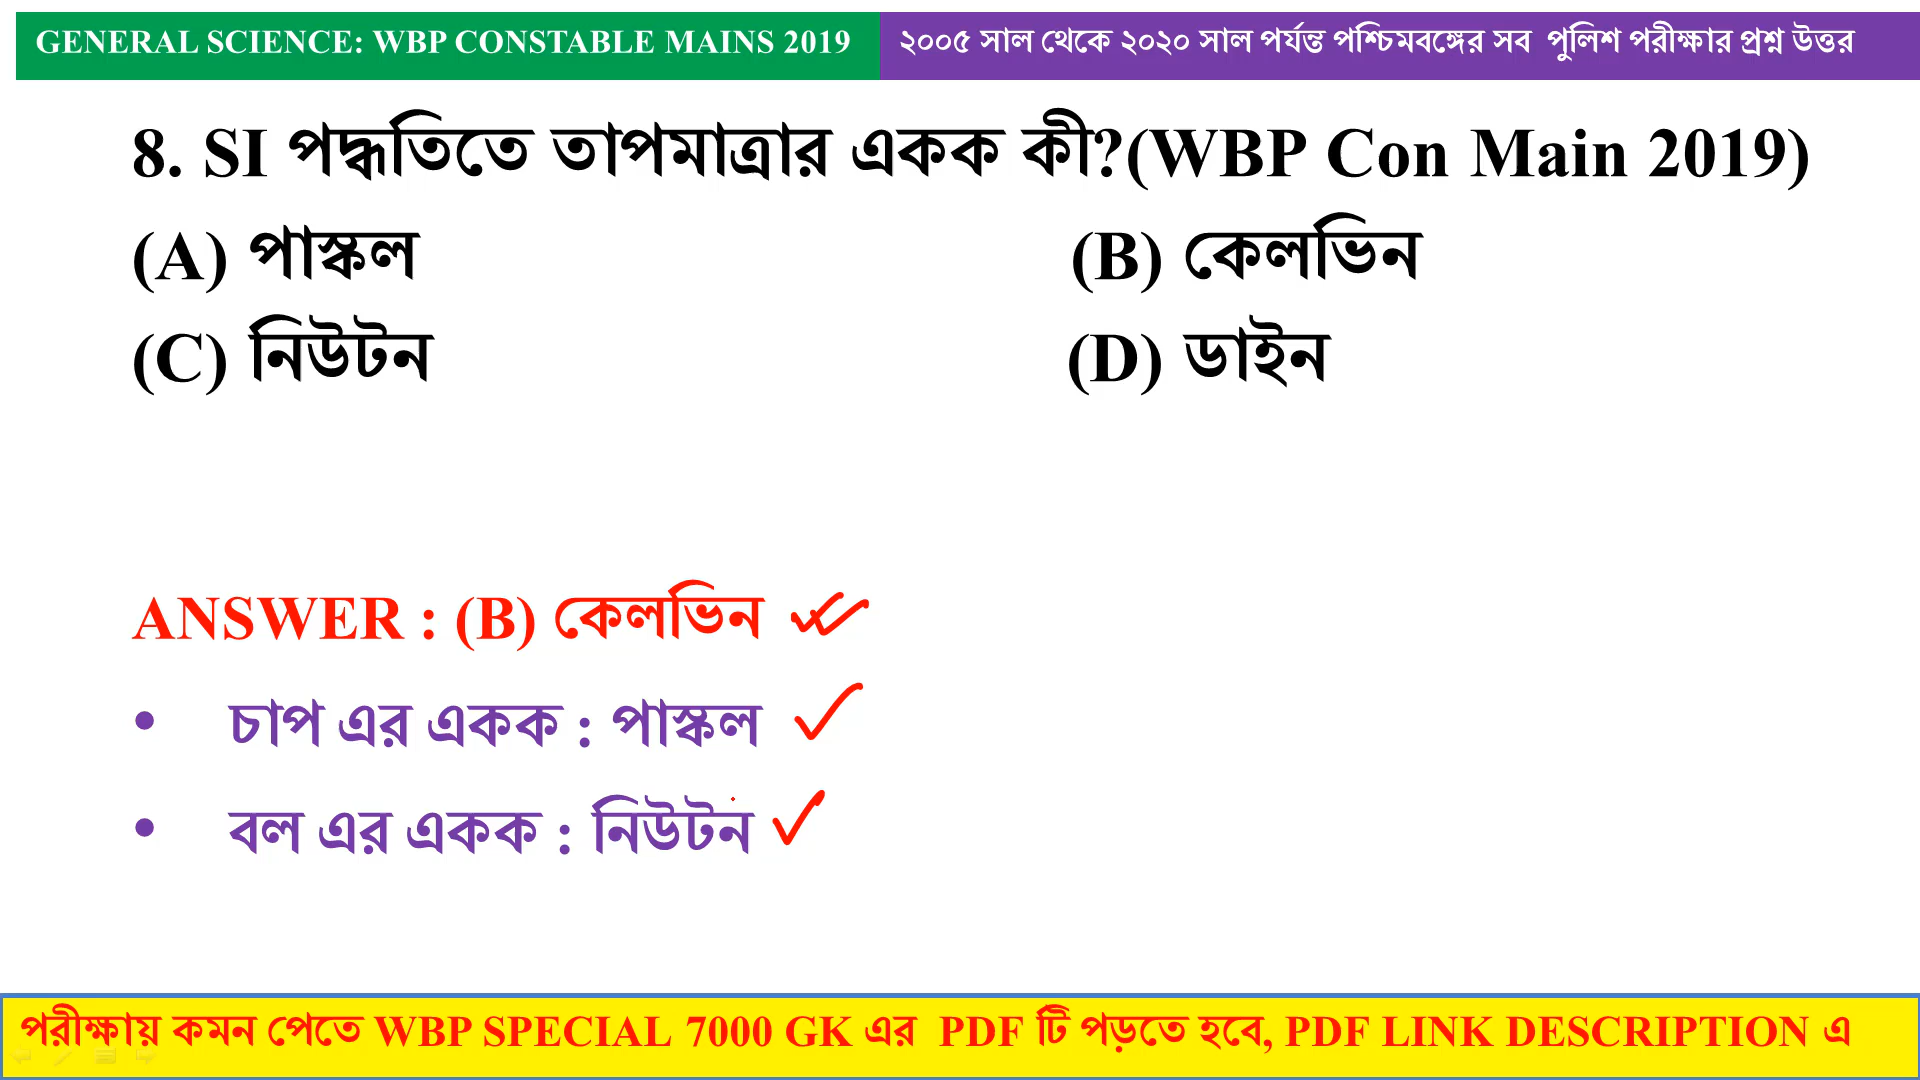 GENERAL SCIENCE: WBP CONSTABLE MAINS 2019 ২০০৫ সাল থেকে ২০২০ সাল পর্যন্ত পশ্চিমবঙ্গের সব পুলিশ পরীক্ষার প্রশ্ন উত্তর
8. SI পদ্ধতিতে তাপমাত্রার একক কী?(WBP Con Main 2019)
(A) পাস্কল (B) কেলভিন
(C) নিউটন (D) ডাইন
ANSWER : (B) কেলভিন
• চাপ এর একক : পাস্কল
• বল এর একক : নিউটন
পরীক্ষায় কমন পেতে WBP SPECIAL 7000 GK এর PDF টি পড়তে হবে, PDF LINK DESCRIPTION এ